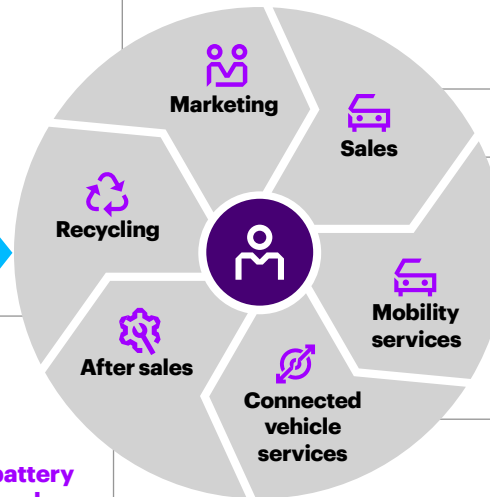 Marketing
Sales
Recycling
Mobility
services
After sales
Connected
vehicle
services
battery